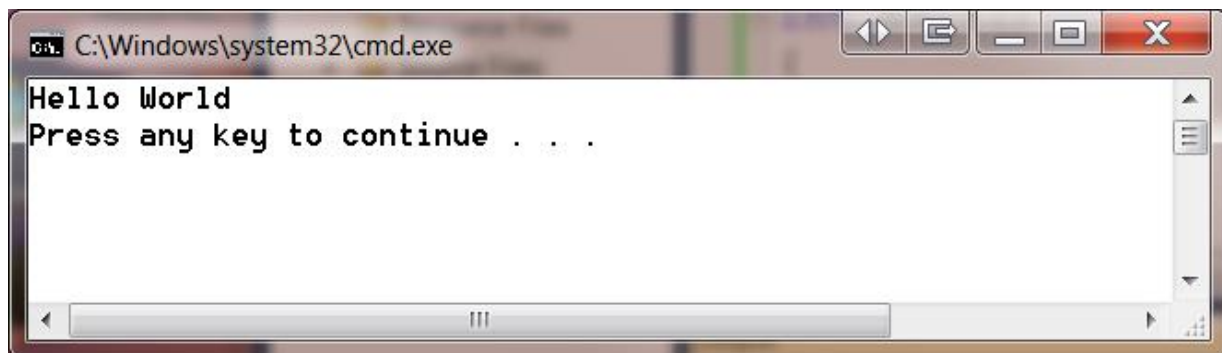 C:\Windows\system32\cmd.exe
Hello World
Press any key to continue . . .